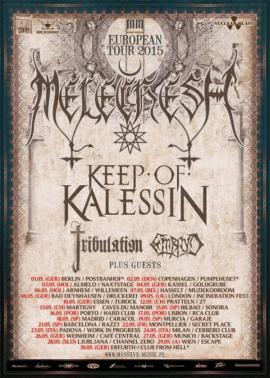 EUROPEAN
TOUR 2015
MELECHESH
KEEP OF
KALESSIN
Tribulation EMBRYO
PLUS GUESTS
01.05. (GER) BERLIN / POSTBAHNHOF* 02.05. (DEN) COPENHAGEN / PUMPEHUSET*
03.05. (HOL) ALMELO / NAXTSTAGE 04.05. (GER) KASSEL / GOLDGRUBE
06.05. (HOL) ARNHEM / WILLEMEEN 07.05. (BEL) HASSELT / MUZIEKODROOM
08.05. (GER) BAD OEYNHAUSEN / DRUCKEREI 09.05. (UK) LONDON / INCINERATION FEST
10.05. (GER) ESSEN / TUROCK 12.05. (CH) PRATTELN / Z7
13.05. (CH) MARTIGNY / CAVES DU MANOIR 15.05. (SP) BILBAO / SONORA
16.05. (POR) PORTO / HARD CLUB 17.05. (POR) LISBON / RCA CLUB
18.05. (SP) MADRID / CARACOL 19.05. (SP) MURCIA / GARAJE
21.05. (SP) BARCELONA / RAZZ3 22.05. (FR) MONTPELLIER / SECRET PLACE
23.05. (ITA) PADOVA / WORK IN PROGRESS 24.05. (ITA) MILAN / CERBERO CLUB
26.05. (GER) WEINHEIM / CAFÉ CENTRAL 27.05. (GER) MUNICH / BACKSTAGE
28.05. (SLO) LJUBLJANA / CHANNEL ZERO 29.05. (A) WIEN / ESCAPE
30.05. (GER) ERFURTH / CLUB FROM HELL*
WWW.MASSIVE-MUSIC.PL